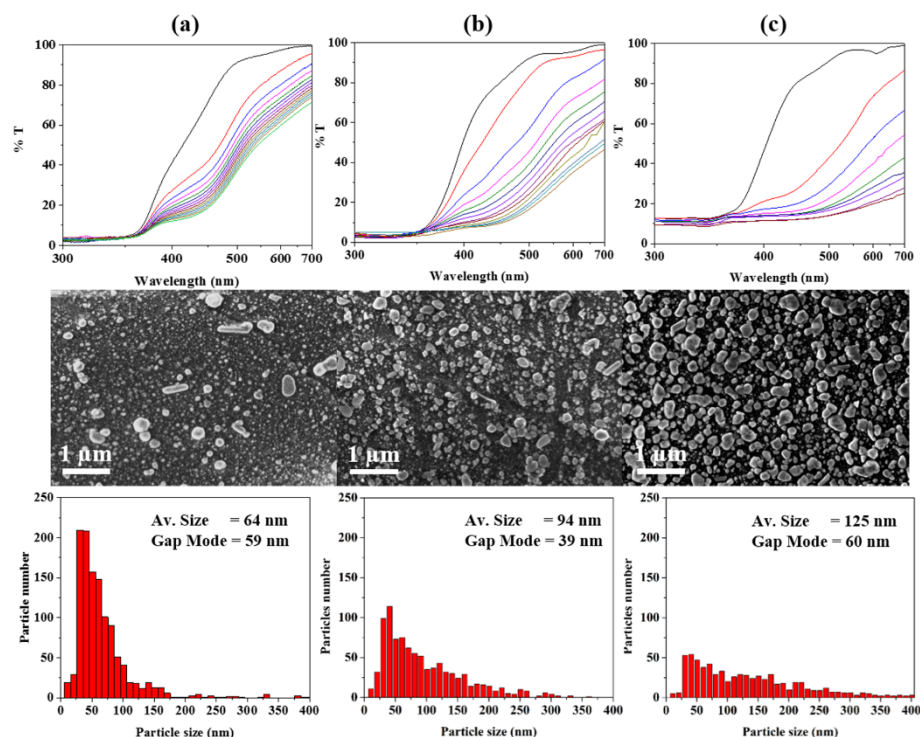 (a) (b) (c)
100
80
60
40
20
0
% T
300 400 500 600 700
Wavelength (nm)
100
80
60
40
20
0
% T
300 400 500 600 700
Wavelength (nm)
100
80
60
40
20
0
% T
300 400 500 600 700
Wavelength (nm)
1 µm
1 µm
1 µm
250
200
150
100
50
0
Particle number
Av. Size = 64 nm
Gap Mode = 59 nm
0 50 100 150 200 250 300 350 400
Particle size (nm)
250
200
150
100
50
0
Particles number
Av. Size = 94 nm
Gap Mode = 39 nm
0 50 100 150 200 250 300 350 400
Particle size (nm)
250
200
150
100
50
0
Particles number
Av. Size = 125 nm
Gap Mode = 60 nm
0 50 100 150 200 250 300 350 400
Particle size (nm)